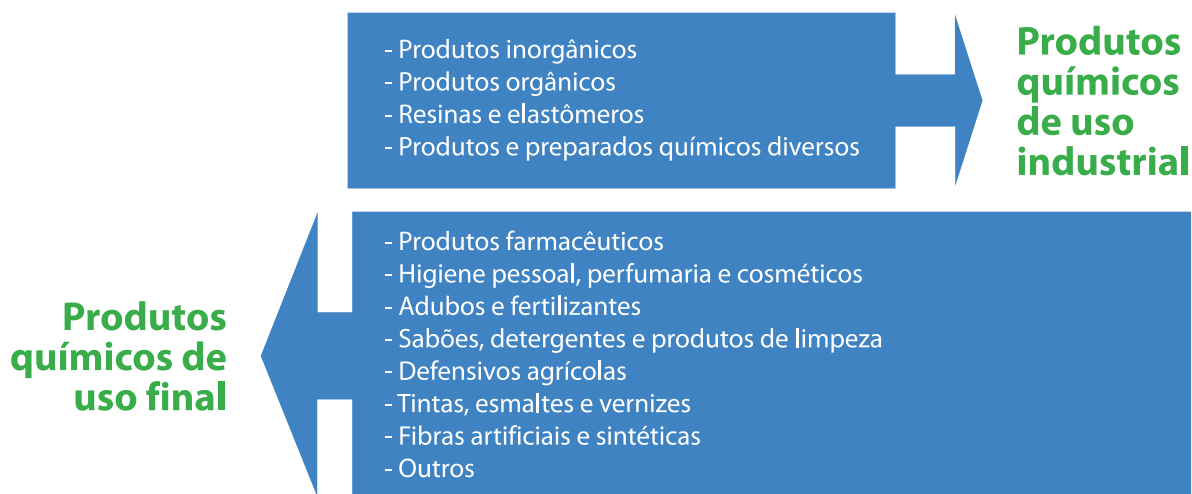 - Produtos inorgânicos
- Produtos orgânicos
- Resinas e elastômeros
- Produtos e preparados químicos diversos
Produtos
químicos
de uso
industrial
- Produtos farmacêuticos
- Higiene pessoal, perfumaria e cosméticos
- Adubos e fertilizantes
- Sabões, detergentes e produtos de limpeza
- Defensivos agrícolas
- Tintas, esmaltes e vernizes
- Fibras artificiais e sintéticas
- Outros
Produtos
químicos de
uso final